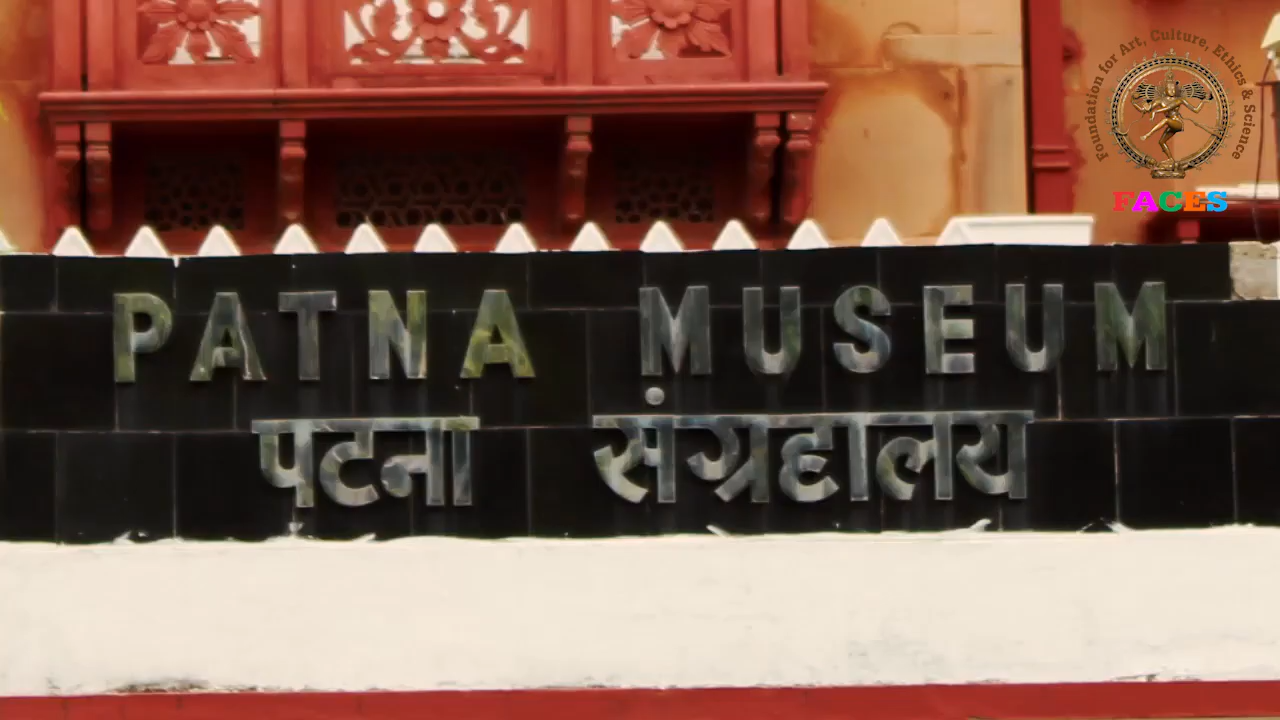 Foundation for Art, Culture, Ethics & Science
FACES
PATNA MUSEUM
पटना संग्रहालय